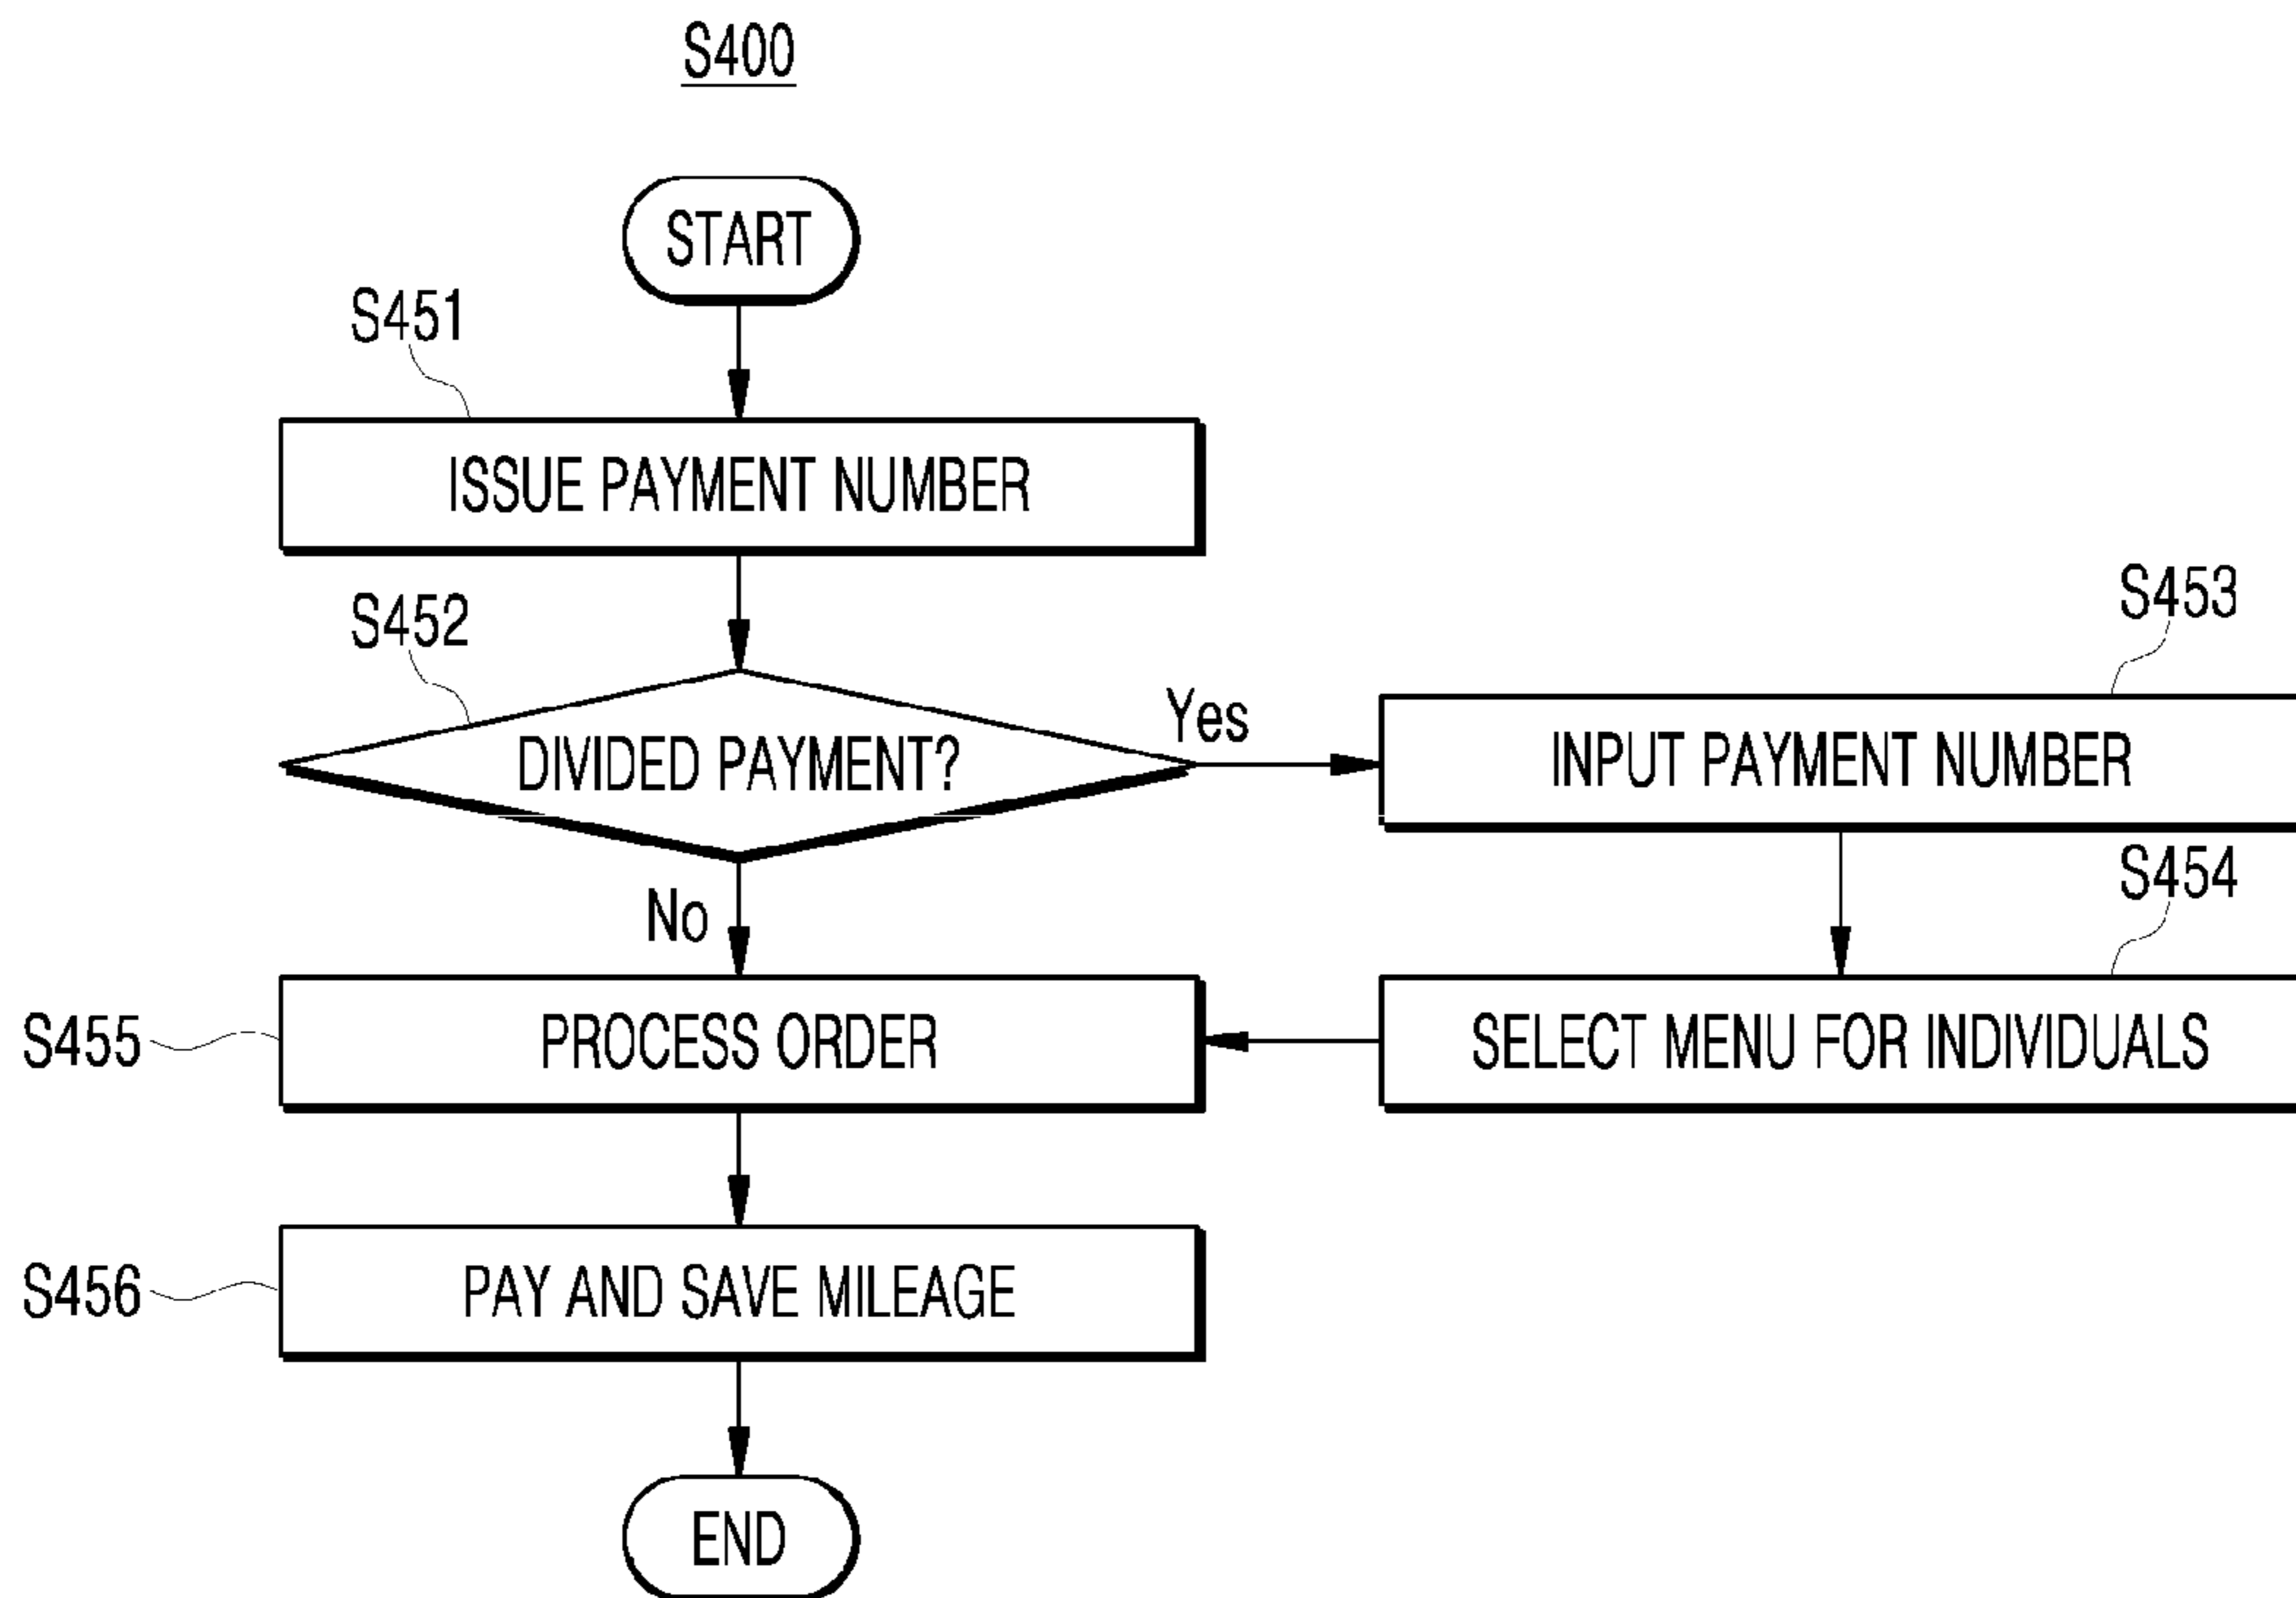 S400
START
S451
ISSUE PAYMENT NUMBER
S452
DIVIDED PAYMENT?
Yes
S453
INPUT PAYMENT NUMBER
No
S454
SELECT MENU FOR INDIVIDUALS
S455
PROCESS ORDER
S456
PAY AND SAVE MILEAGE
END